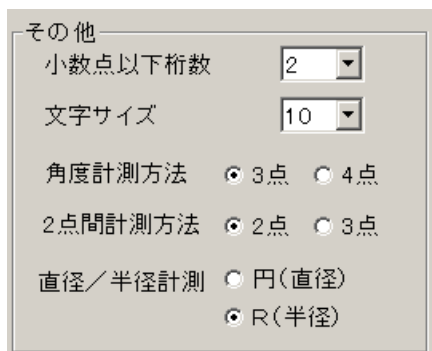 その他
小数点以下桁数 2
文字サイズ 10
角度計測方法 3点 4点
2点間計測方法 2点 3点
直径／半径計測 円(直径)
R(半径)